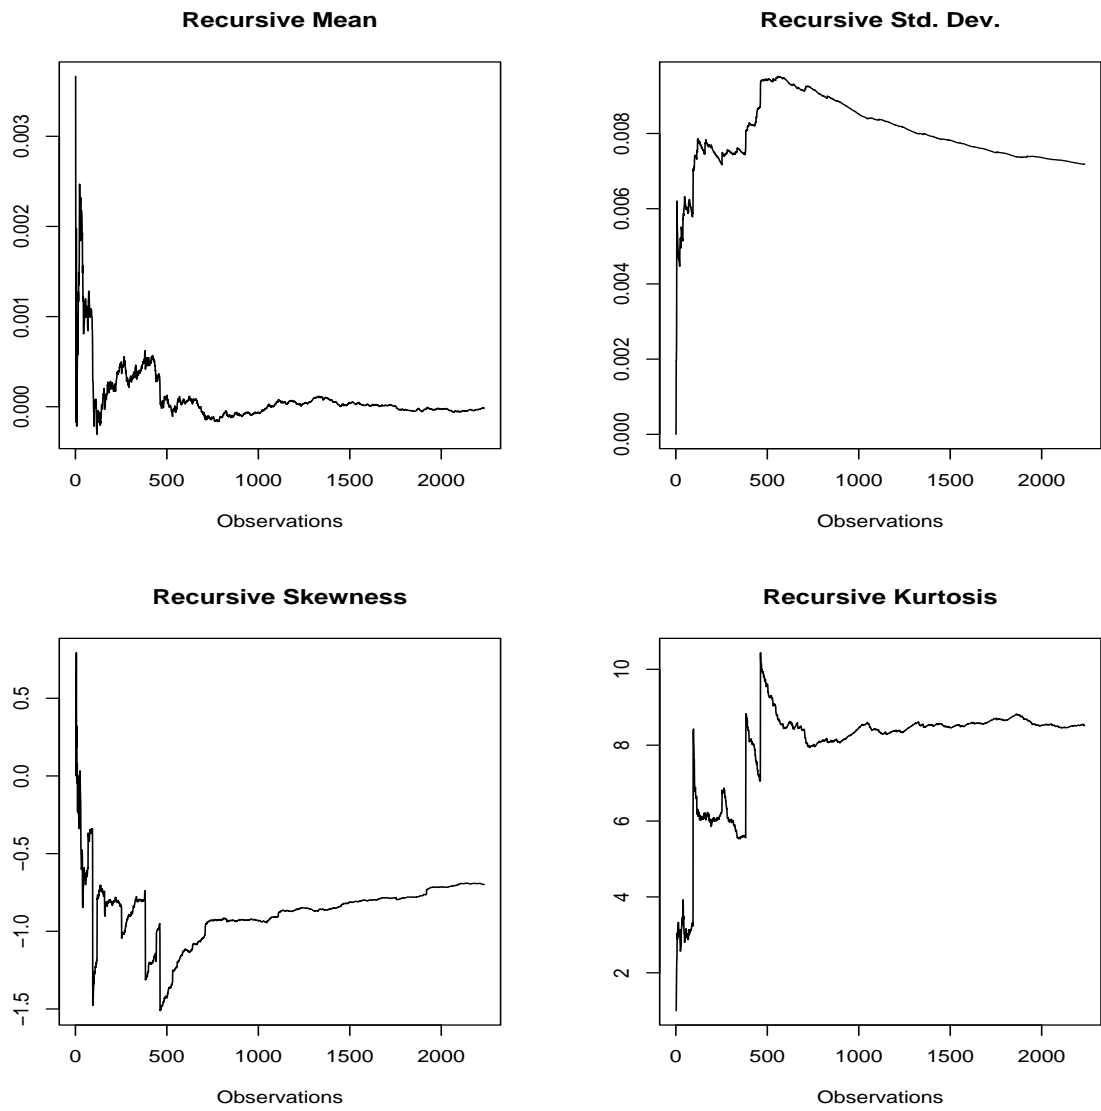 Recursive Mean
0.003
0.002
0.001
0.000
0 500 1000 1500 2000
Observations
Recursive Std. Dev.
0.008
0.006
0.004
0.002
0.000
0 500 1000 1500 2000
Observations
Recursive Skewness
0.5
0.0
−0.5
−1.0
−1.5
0 500 1000 1500 2000
Observations
Recursive Kurtosis
10
8
6
4
2
0 500 1000 1500 2000
Observations